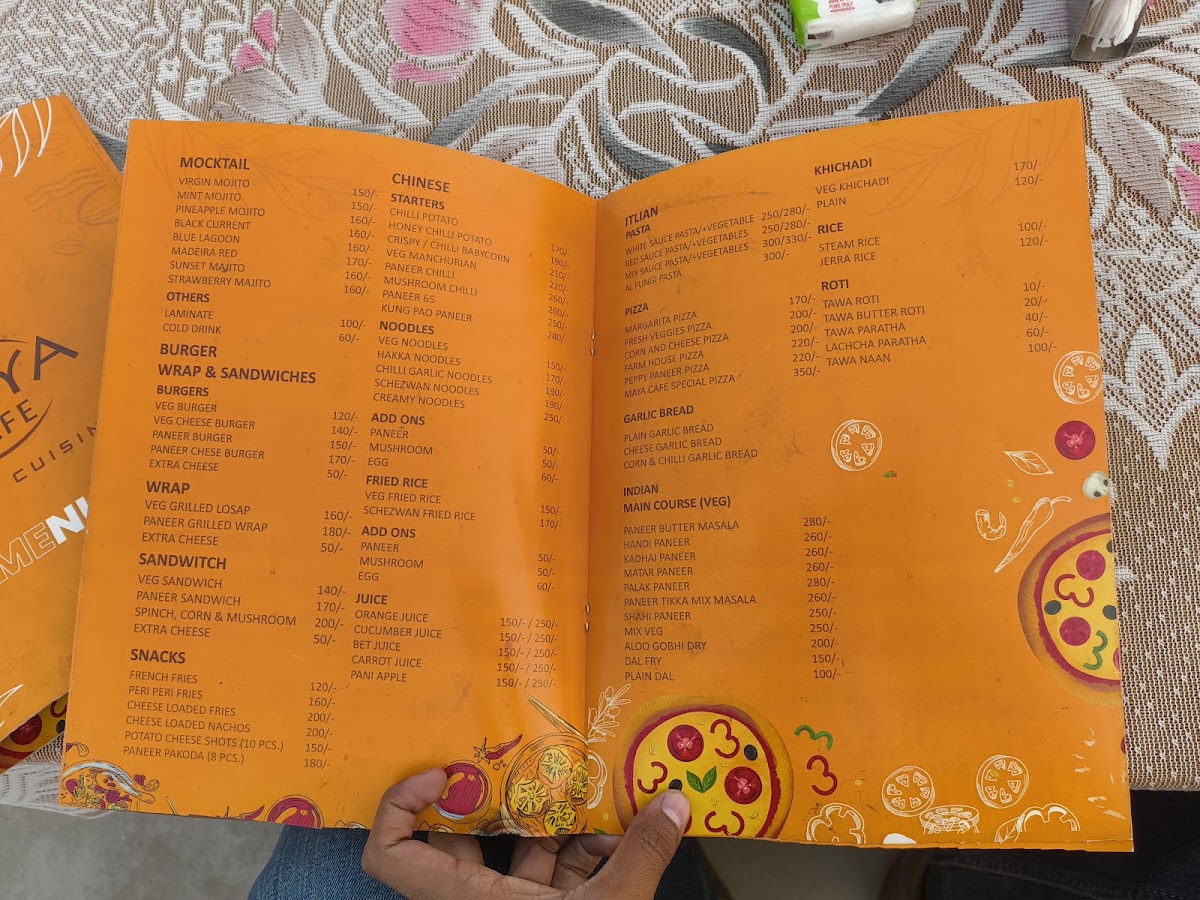 MOCKTAIL
VIRGIN MOJITO 150/-
MINT MOJITO 150/-
PINEAPPLE MOJITO 160/-
BLACK CURRENT 160/-
BLUE LAGOON 160/-
MADEIRA RED 170/-
SUNSET MOJITO 160/-
STRAWBERRY MOJITO 160/-
OTHERS
LAMINATE 100/-
COLD DRINK 60/-
BURGER
WRAP & SANDWICHES
BURGERS
VEG BURGER 120/-
VEG CHEESE BURGER 140/-
PANEER BURGER 150/-
PANEER CHESE BURGER 170/-
EXTRA CHEESE 50/-
WRAP
VEG GRILLED LOSAP 160/-
PANEER GRILLED WRAP 180/-
EXTRA CHEESE 50/-
SANDWITCH
VEG SANDWICH 140/-
PANEER SANDWICH 170/-
SPINCH, CORN & MUSHROOM 200/-
EXTRA CHEESE 50/-
SNACKS
FRENCH FRIES 120/-
PERI PERI FRIES 160/-
CHEESE LOADED FRIES 200/-
CHEESE LOADED NACHOS 200/-
POTATO CHEESE SHOTS (10 PCS.) 150/-
PANEER PAKODA (8 PCS.) 180/-
CHINESE
STARTERS
CHILLI POTATO 170/-
HONEY CHILLI POTATO 190/-
CRISPY / CHILLI BABYCORN 210/-
VEG MANCHURIAN 220/-
PANEER CHILLI 260/-
MUSHROOM CHILLI 260/-
PANEER 65 250/-
KUNG PAO PANEER 280/-
NOODLES
VEG NOODLES 150/-
HAKKA NOODLES 170/-
CHILLI GARLIC NOODLES 190/-
SCHEZWAN NOODLES 190/-
CREAMY NOODLES 250/-
ADD ONS
PANEER 50/-
MUSHROOM 50/-
EGG 60/-
FRIED RICE
VEG FRIED RICE 150/-
SCHEZWAN FRIED RICE 170/-
ADD ONS
PANEER 50/-
MUSHROOM 50/-
EGG 60/-
JUICE
ORANGE JUICE 150/- / 250/-
CUCUMBER JUICE 150/- / 250/-
BET JUICE 150/- / 250/-
CARROT JUICE 150/- / 250/-
PANI APPLE 150/- / 250/-
ITLIAN
PASTA
WHITE SAUCE PASTA/+VEGETABLE 250/280/-
RED SAUCE PASTA/+VEGETABLES 250/280/-
MIX SAUCE PASTA/+VEGETABLES 300/330/-
AL FUNGI PASTA 300/-
PIZZA
MARGARITA PIZZA 170/-
FRESH VEGGIES PIZZA 200/-
CORN AND CHEESE PIZZA 200/-
FARM HOUSE PIZZA 220/-
PEPPY PANEER PIZZA 220/-
MAYA CAFE SPECIAL PIZZA 350/-
GARLIC BREAD
PLAIN GARLIC BREAD
CHEESE GARLIC BREAD
CORN & CHILLI GARLIC BREAD
INDIAN
MAIN COURSE (VEG)
PANEER BUTTER MASALA 280/-
HANDI PANEER 260/-
KADHAI PANEER 260/-
MATAR PANEER 260/-
PALAK PANEER 280/-
PANEER TIKKA MIX MASALA 260/-
SHAHI PANEER 250/-
MIX VEG 250/-
ALOO GOBHI DRY 200/-
DAL FRY 150/-
PLAIN DAL 100/-
KHICHADI
VEG KHICHADI 170/-
PLAIN 120/-
RICE
STEAM RICE 100/-
JERRA RICE 120/-
ROTI
TAWA ROTI 10/-
TAWA BUTTER ROTI 20/-
TAWA PARATHA 40/-
LACHCHA PARATHA 60/-
TAWA NAAN 100/-